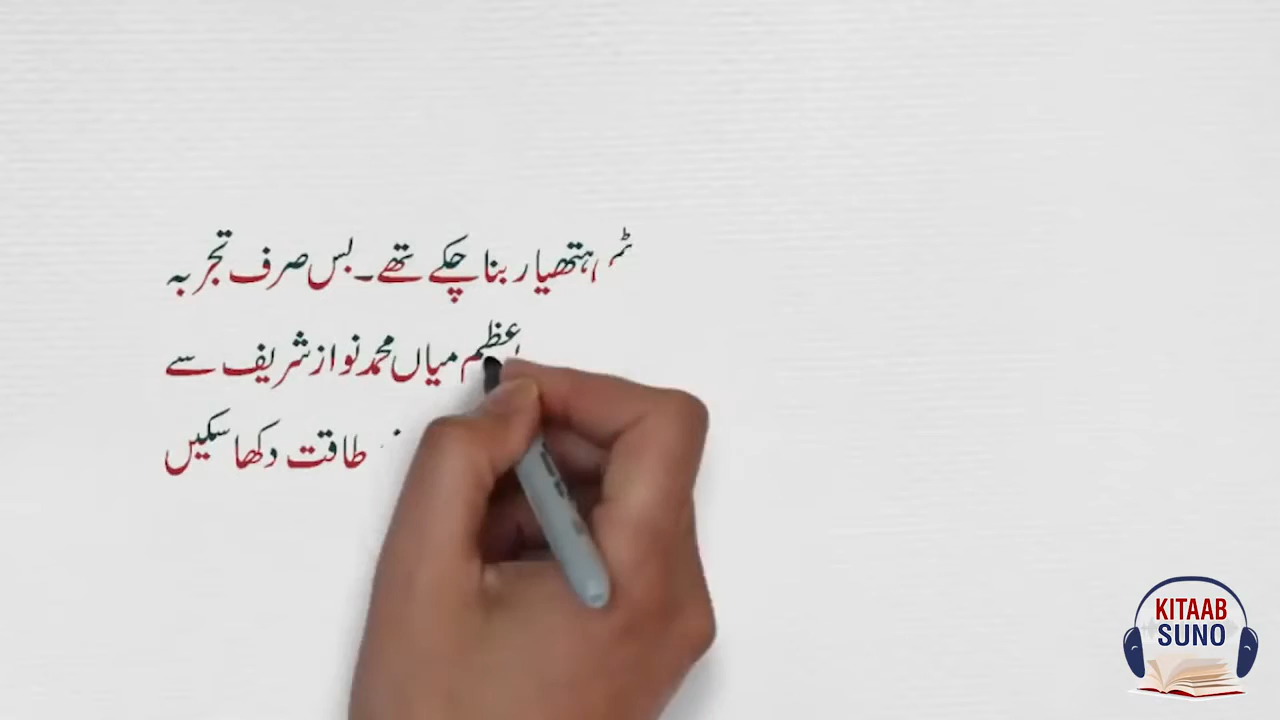 ہتھیار بنا چکے تھے۔ بس صرف تجربہ
عظم میاں محمد نواز شریف سے
طاقت دکھا سکیں
KITAAB
SUNO